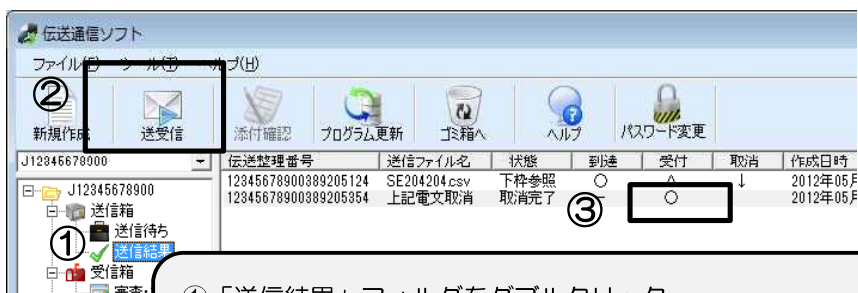 伝送通信ソフト
ファイル(F) ツール(T) ヘルプ(H)
②
新規作成 送受信 添付確認 プログラム更新 ゴミ箱へ ヘルプ パスワード変更
J12345678900 伝送整理番号 送信ファイル名 状態 到達 受付 取消 作成日時
12345678900389205124 SE204204.csv 下枠参照 ○ △ ↓ 2012年05月
12345678900389205354 上記電文取消 取消完了 - ○ 2012年05月
③
J12345678900
送信箱
送信待ち
① 送信結果
受信箱